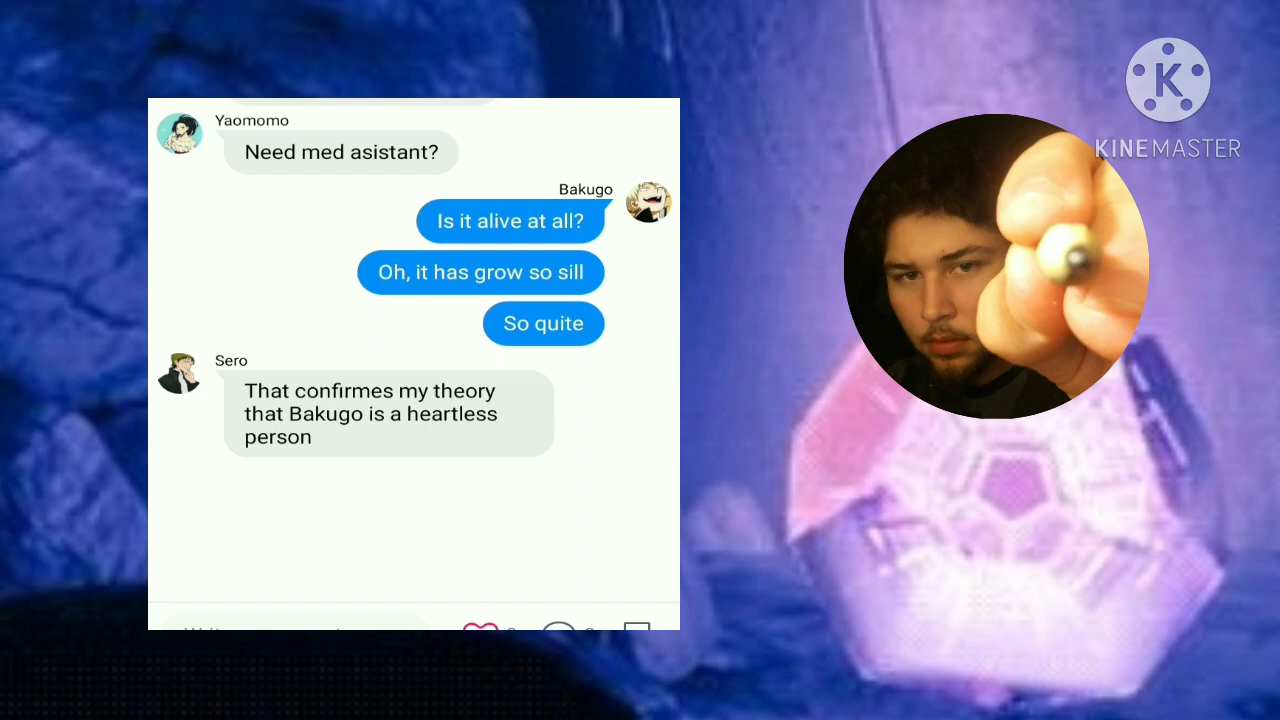 Yaomomo
Need med asistant?
Bakugo
Is it alive at all?
Oh, it has grow so sill
So quite
Sero
That confirmes my theory
that Bakugo is a heartless
person
K
KINEMASTER